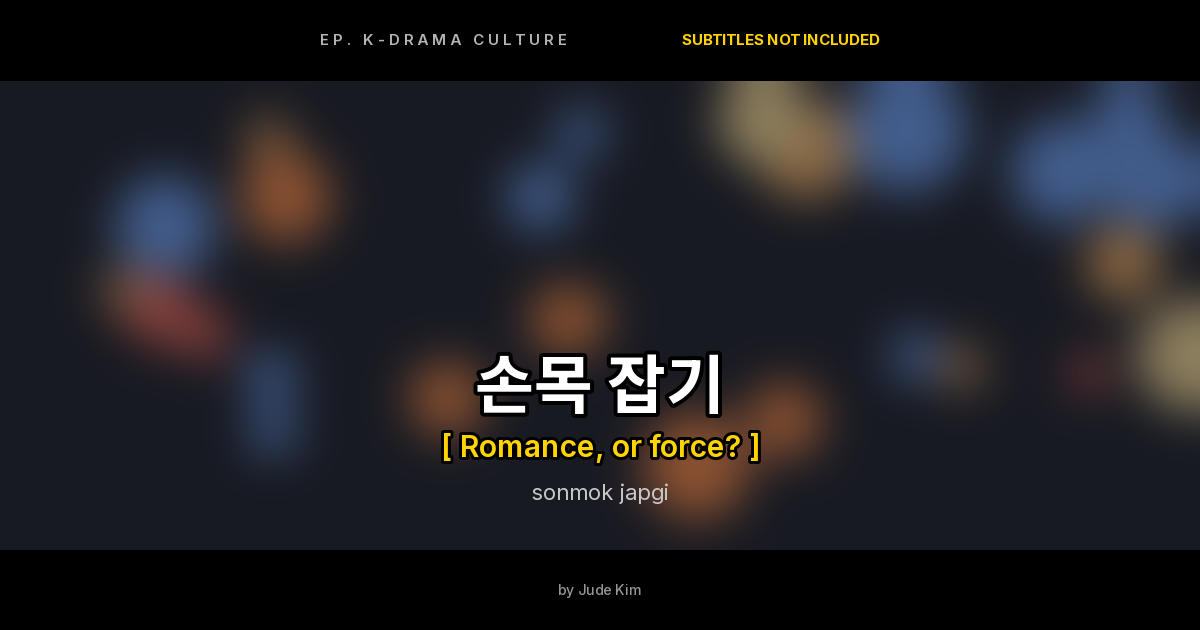 EP. K-DRAMA CULTURE
SUBTITLES NOT INCLUDED
손목 잡기
[ Romance, or force? ]
sonmok japgi
by Jude Kim